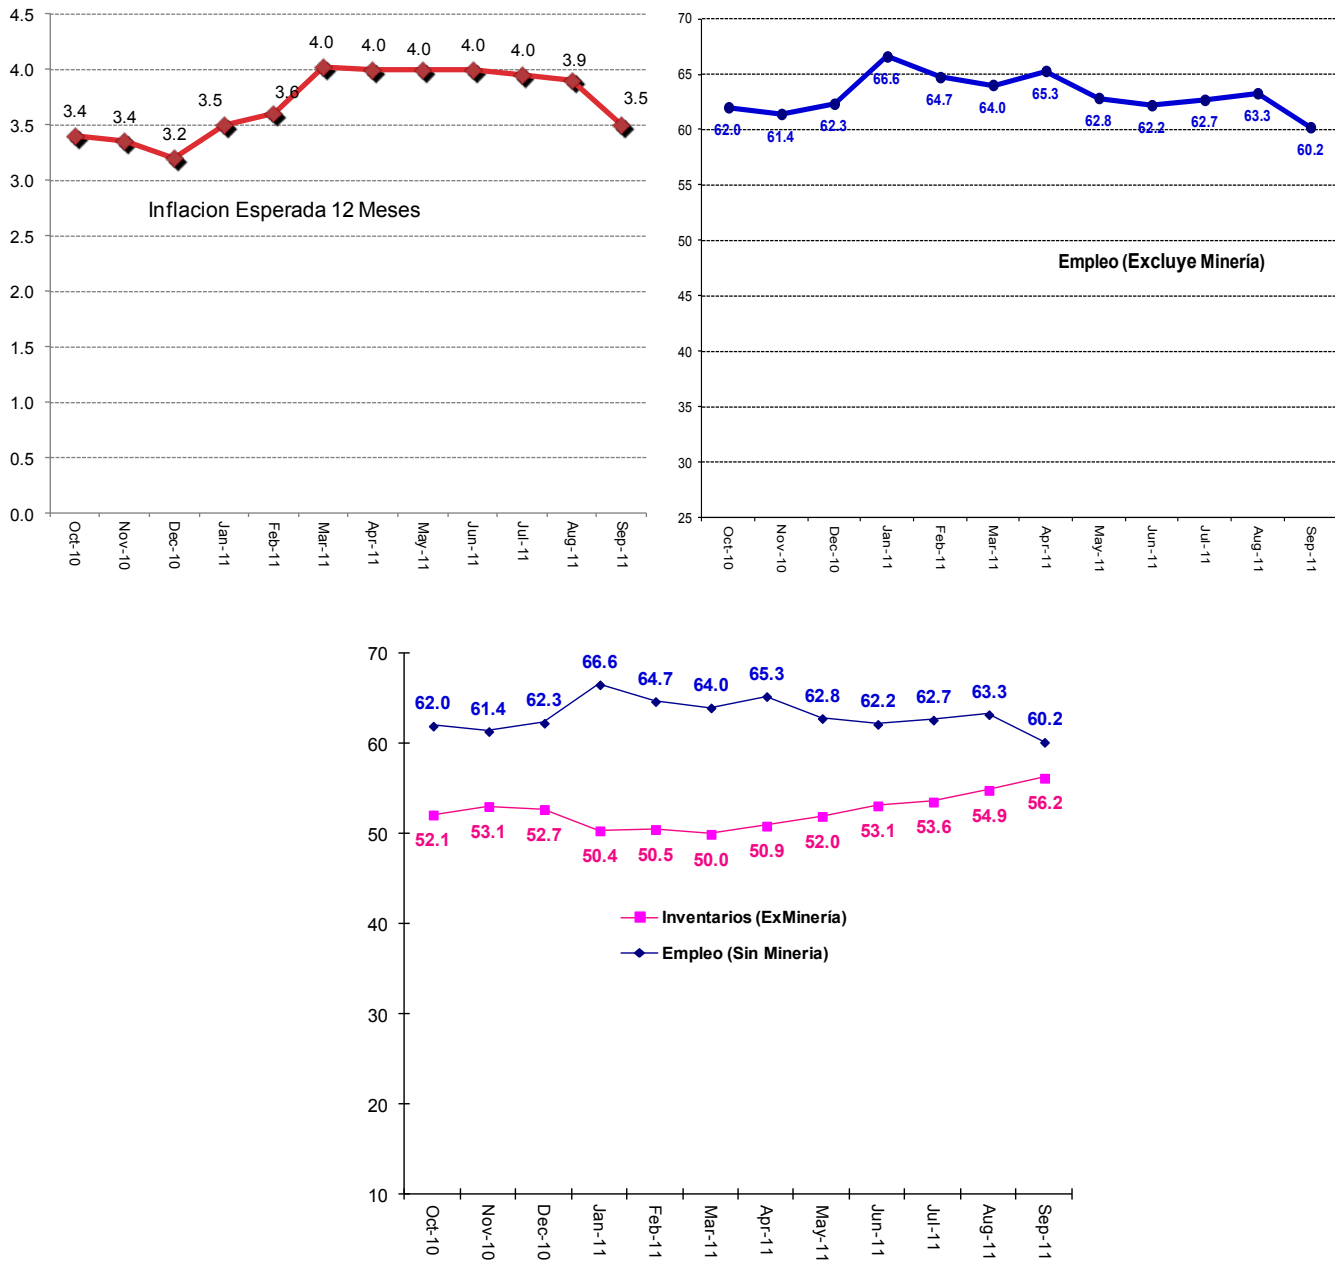 4.5
4.0
3.5
3.0
2.5
2.0
1.5
1.0
0.5
0.0
3.4
3.4
3.2
3.5
3.6
4.0
4.0
4.0
4.0
4.0
3.9
3.5
Inflacion Esperada 12 Meses
Oct-10
Nov-10
Dec-10
Jan-11
Feb-11
Mar-11
Apr-11
May-11
Jun-11
Jul-11
Aug-11
Sep-11
70
65
60
55
50
45
40
35
30
25
62.0
61.4
62.3
66.6
64.7
64.0
65.3
62.8
62.2
62.7
63.3
60.2
Empleo (Excluye Minería)
Oct-10
Nov-10
Dec-10
Jan-11
Feb-11
Mar-11
Apr-11
May-11
Jun-11
Jul-11
Aug-11
Sep-11
70
60
50
40
30
20
10
62.0
61.4
62.3
66.6
64.7
64.0
65.3
62.8
62.2
62.7
63.3
60.2
52.1
53.1
52.7
50.4
50.5
50.0
50.9
52.0
53.1
53.6
54.9
56.2
Inventarios (ExMinería)
Empleo (Sin Mineria)
Oct-10
Nov-10
Dec-10
Jan-11
Feb-11
Mar-11
Apr-11
May-11
Jun-11
Jul-11
Aug-11
Sep-11